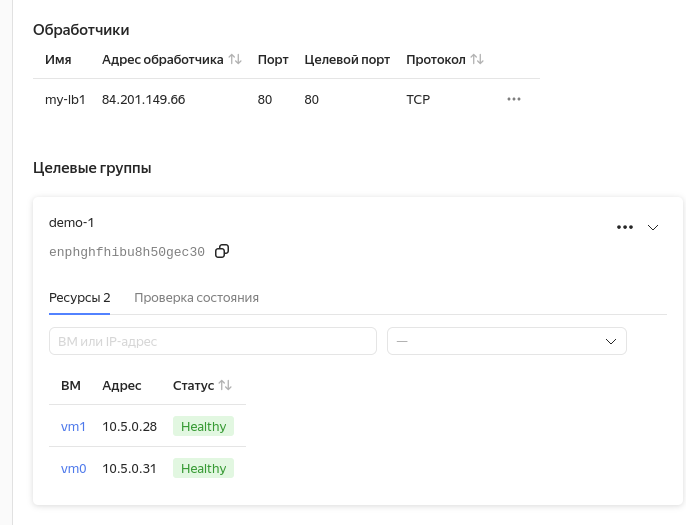 Обработчики
Имя Адрес обработчика Порт Целевой порт Протокол
my-lb1 84.201.149.66 80 80 TCP
Целевые группы
demo-1
enphghfhibu8h50gec30
Ресурсы 2 Проверка состояния
ВМ или IP-адрес —
ВМ Адрес Статус
vm1 10.5.0.28 Healthy
vm0 10.5.0.31 Healthy